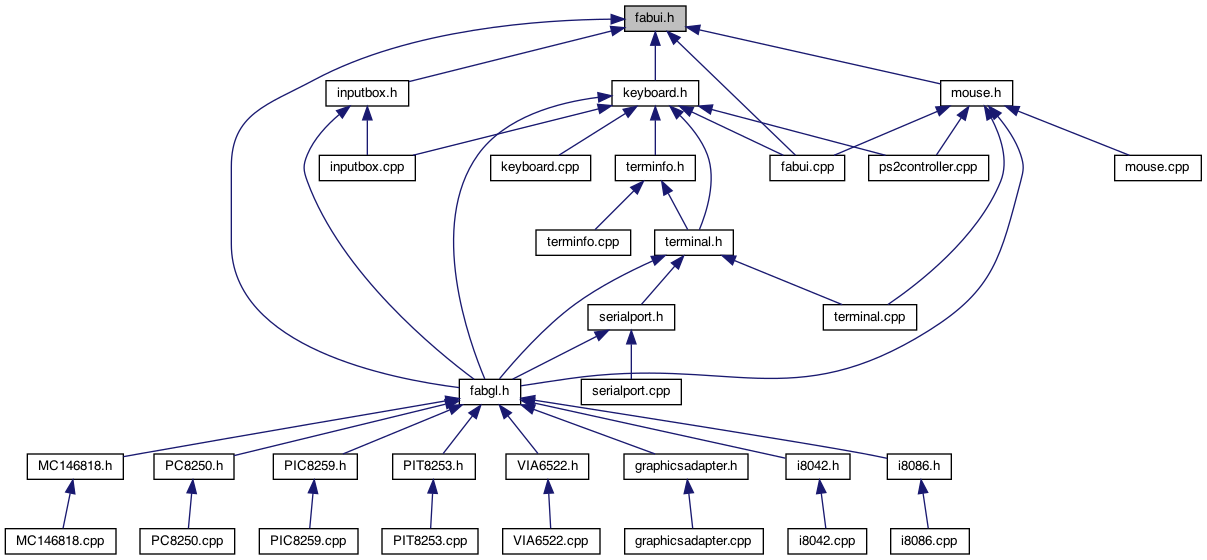 fabui.h
inputbox.h
keyboard.h
mouse.h
inputbox.cpp
keyboard.cpp
terminfo.h
fabui.cpp
ps2controller.cpp
mouse.cpp
terminfo.cpp
terminal.h
serialport.h
terminal.cpp
fabgl.h
serialport.cpp
MC146818.h
PC8250.h
PIC8259.h
PIT8253.h
VIA6522.h
graphicsadapter.h
i8042.h
i8086.h
MC146818.cpp
PC8250.cpp
PIC8259.cpp
PIT8253.cpp
VIA6522.cpp
graphicsadapter.cpp
i8042.cpp
i8086.cpp